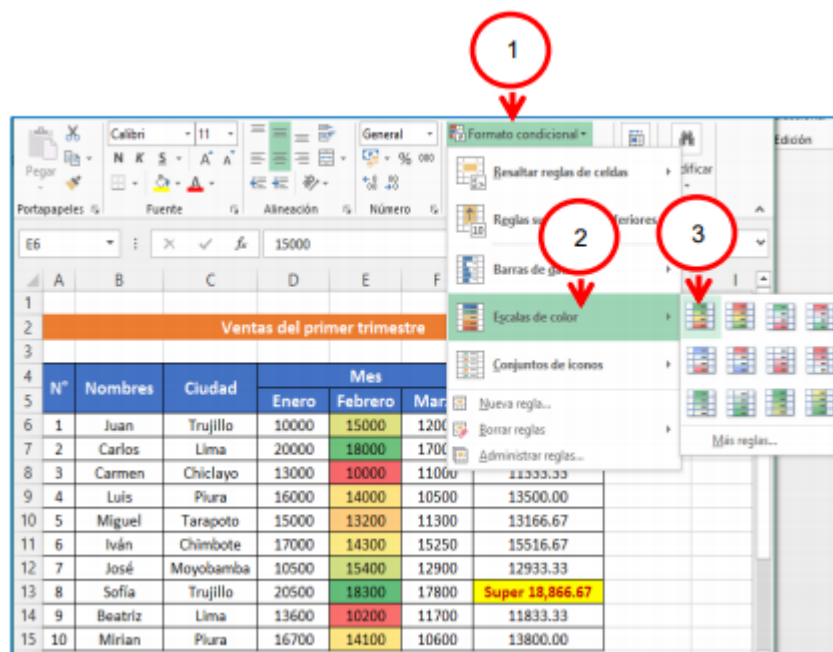 1
Calibri 11 General Formato condicional Edición
Pegar N K S A A % 000
Portapapeles Fuente Alineación Número
Resaltar reglas de celdas
E6 fx 15000
2 3
Barras de
A B C D E F I
Escalas de color
1
2 Ventas del primer trimestre
3
Conjuntos de iconos
4 N° Nombres Ciudad Mes
5 Enero Febrero Mar
Nueva regla...
Borrar reglas
Administrar reglas...
Más reglas...
6 1 Juan Trujillo 10000 15000 1200
7 2 Carlos Lima 20000 18000 1700
8 3 Carmen Chiclayo 13000 10000 11000 11333.33
9 4 Luis Piura 16000 14000 10500 13500.00
10 5 Miguel Tarapoto 15000 13200 11300 13166.67
11 6 Iván Chimbote 17000 14300 15250 15516.67
12 7 José Moyobamba 10500 15400 12900 12933.33
13 8 Sofía Trujillo 20500 18300 17800 Super 18,866.67
14 9 Beatriz Lima 13600 10200 11700 11833.33
15 10 Mirian Piura 16700 14100 10600 13800.00